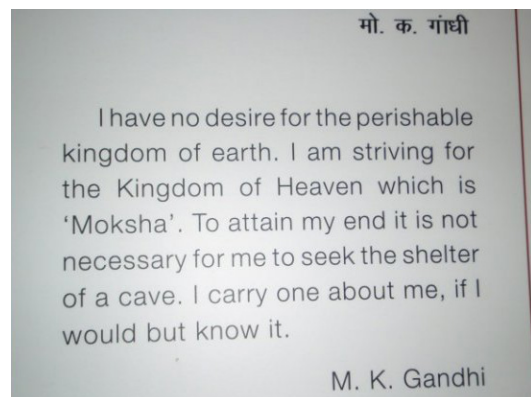 मो. क. गांधी
I have no desire for the perishable
kingdom of earth. I am striving for
the Kingdom of Heaven which is
‘Moksha’. To attain my end it is not
necessary for me to seek the shelter
of a cave. I carry one about me, if I
would but know it.
M. K. Gandhi